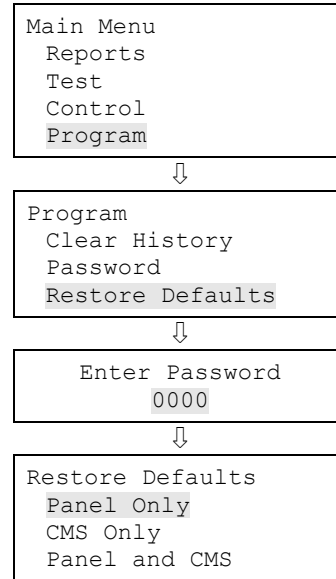 Main Menu
Reports
Test
Control
Program
⇩
Program
Clear History
Password
Restore Defaults
⇩
Enter Password
0000
⇩
Restore Defaults
Panel Only
CMS Only
Panel and CMS